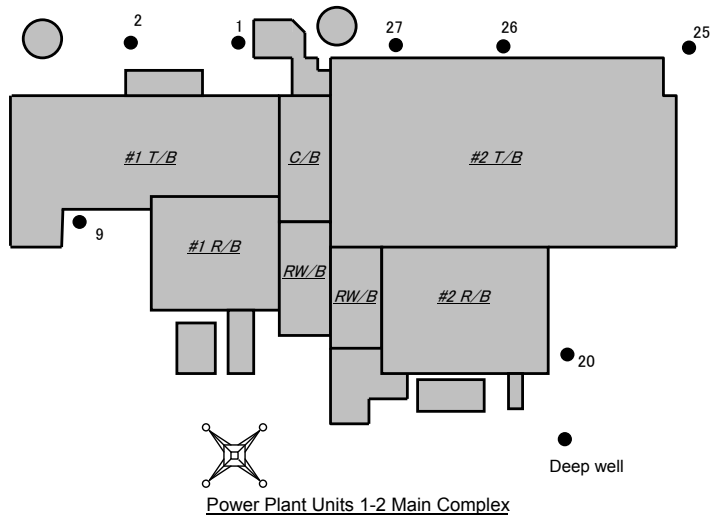 2
1
27
26
25
#1 T/B
C/B
#2 T/B
9
#1 R/B
RW/B
RW/B
#2 R/B
20
Deep well
Power Plant Units 1-2 Main Complex